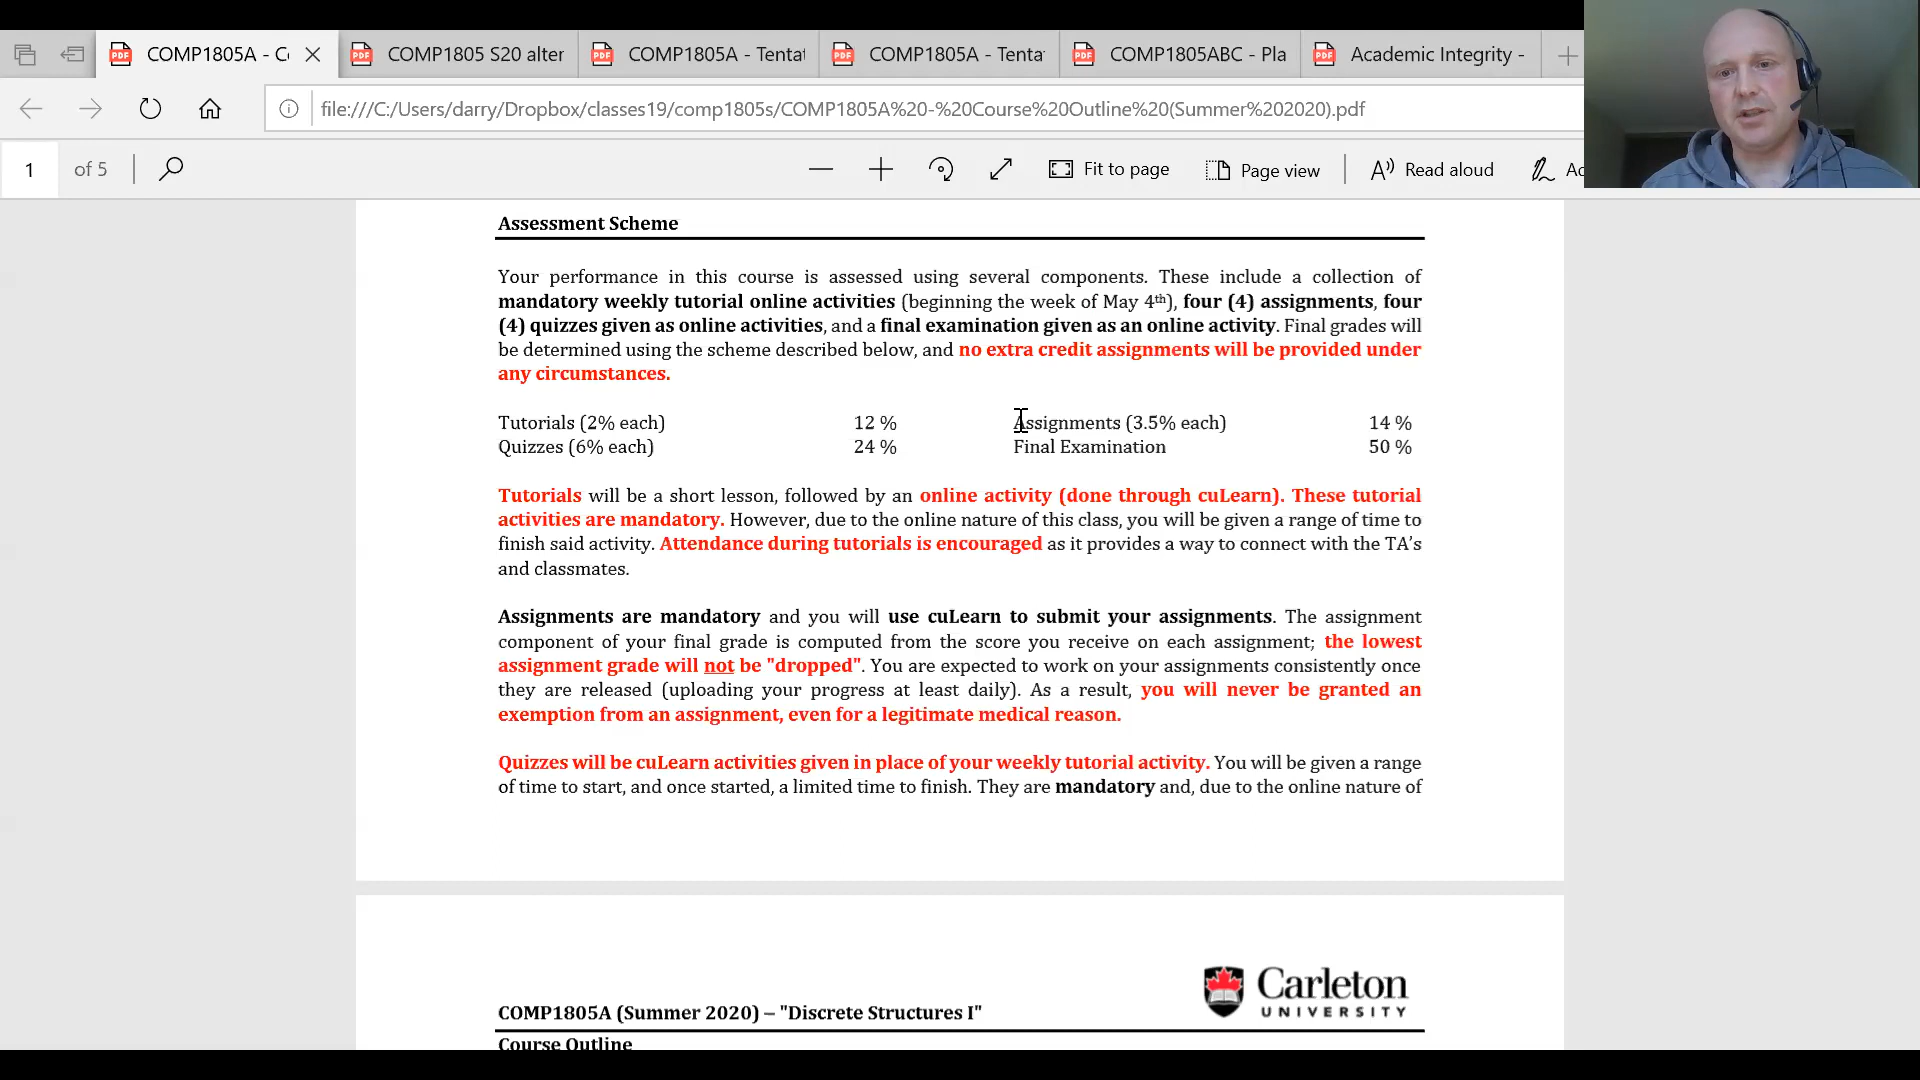 COMP1805A - Co
COMP1805 S20 alter
COMP1805A - Tentat
COMP1805A - Tenta
COMP1805ABC - Pla
Academic Integrity -
file:///C:/Users/darry/Dropbox/classes19/comp1805s/COMP1805A%20-%20Course%20Outline%20(Summer%202020).pdf
1 of 5
Fit to page
Page view
Read aloud
Assessment Scheme
Your performance in this course is assessed using several components. These include a collection of
mandatory weekly tutorial online activities (beginning the week of May 4th), four (4) assignments, four
(4) quizzes given as online activities, and a final examination given as an online activity. Final grades will
be determined using the scheme described below, and no extra credit assignments will be provided under
any circumstances.
Tutorials (2% each) 12 % Assignments (3.5% each) 14 %
Quizzes (6% each) 24 % Final Examination 50 %
Tutorials will be a short lesson, followed by an online activity (done through cuLearn). These tutorial
activities are mandatory. However, due to the online nature of this class, you will be given a range of time to
finish said activity. Attendance during tutorials is encouraged as it provides a way to connect with the TA's
and classmates.
Assignments are mandatory and you will use cuLearn to submit your assignments. The assignment
component of your final grade is computed from the score you receive on each assignment; the lowest
assignment grade will not be "dropped". You are expected to work on your assignments consistently once
they are released (uploading your progress at least daily). As a result, you will never be granted an
exemption from an assignment, even for a legitimate medical reason.
Quizzes will be cuLearn activities given in place of your weekly tutorial activity. You will be given a range
of time to start, and once started, a limited time to finish. They are mandatory and, due to the online nature of
Carleton
UNIVERSITY
COMP1805A (Summer 2020) – "Discrete Structures I"
Course Outline